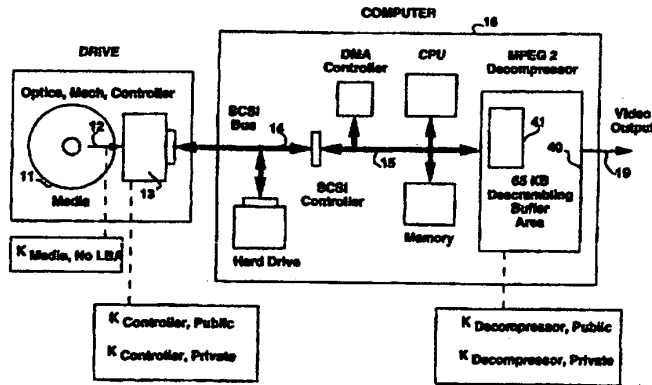 COMPUTER
16
DRIVE
DMA
Controller
CPU
MPEG 2
Decompressor
Optics, Mech, Controller
SCSI
Bus
14
12
11
13
Media
15
SCSI
Controller
Hard Drive
Memory
41
40
65 KB
Descrambling
Buffer
Area
Video
Output
19
K Media, No LBA
K Controller, Public
K Controller, Private
K Decompressor, Public
K Decompressor, Private